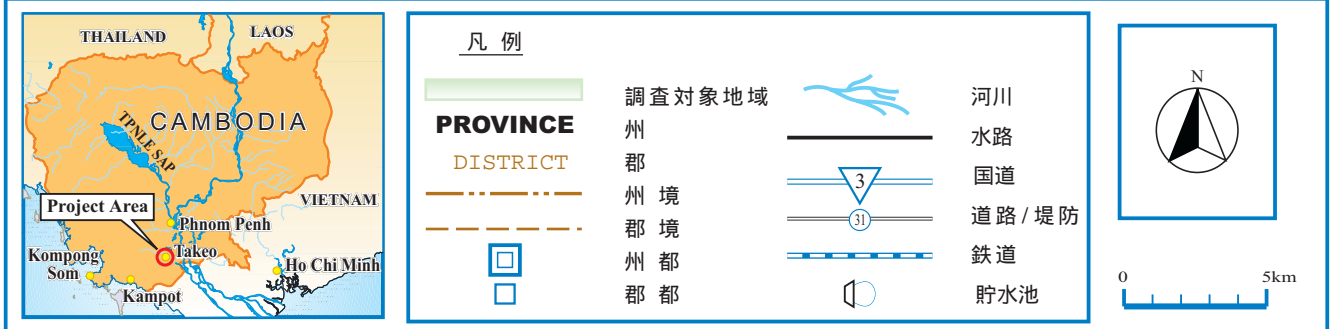 THAILAND
LAOS
CAMBODIA
TPNLE SAP
VIETNAM
Project Area
Phnom Penh
Takeo
Kompong
Som
Ho Chi Minh
Kampot
凡 例
調査対象地域
PROVINCE 州
DISTRICT 郡
州 境
郡 境
州 都
郡 都
河川
水路
3 国道
31 道路/堤防
鉄道
貯水池
N
0 5km